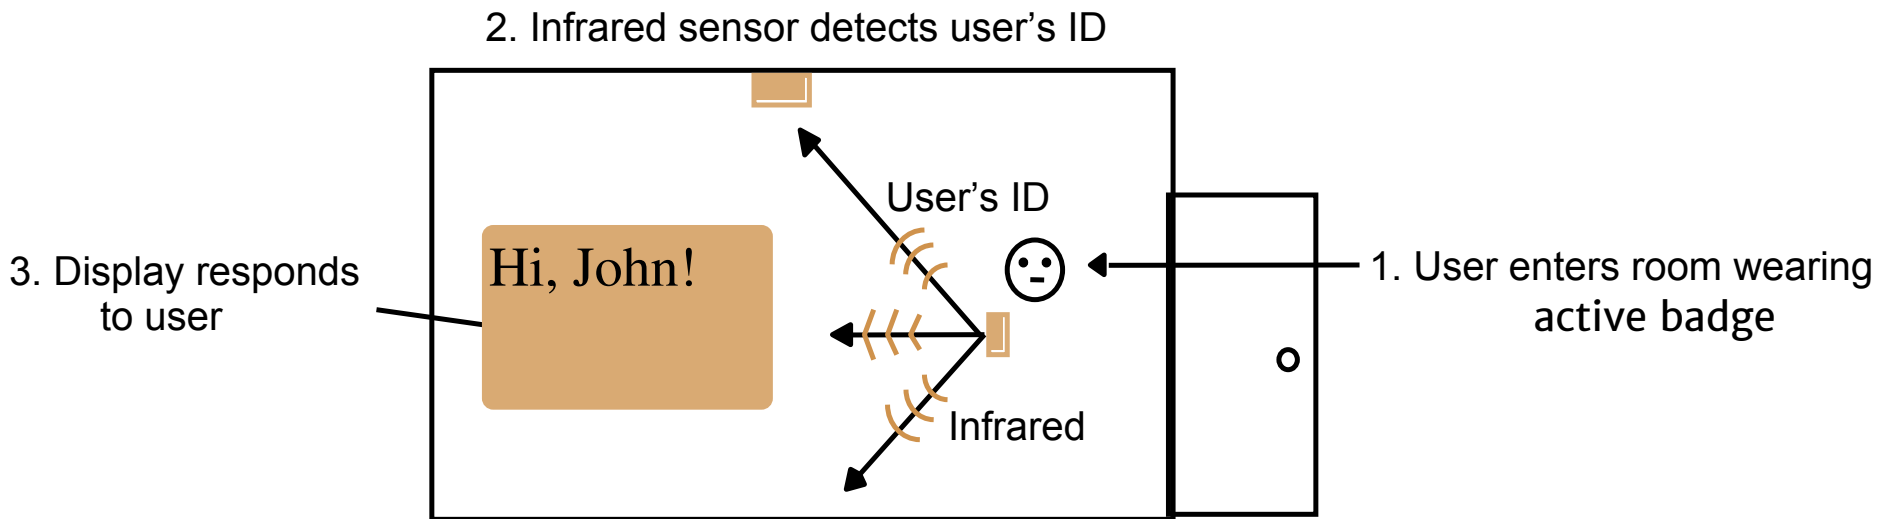 2. Infrared sensor detects user’s ID
User’s ID
Hi, John!
3. Display responds
to user
1. User enters room wearing
active badge
Infrared